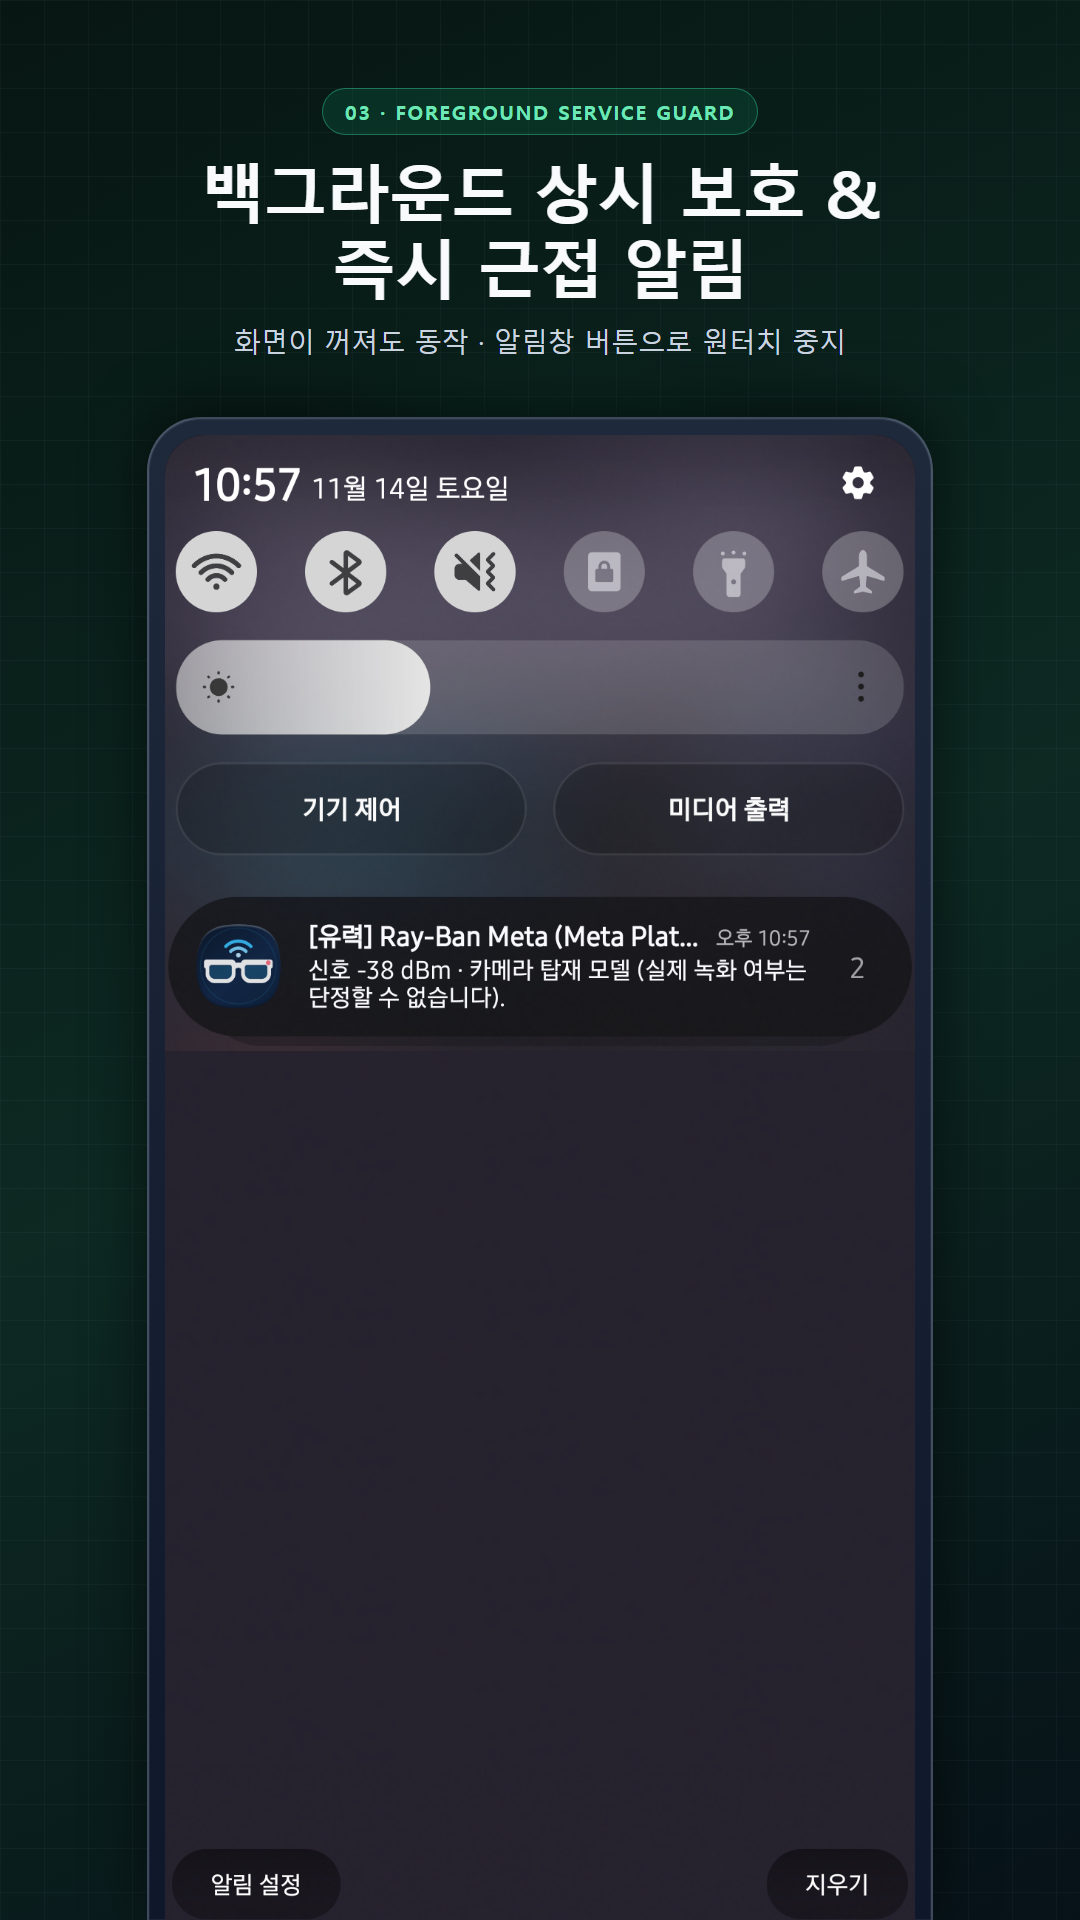 03 · FOREGROUND SERVICE GUARD
백그라운드 상시 보호 &
즉시 근접 알림
화면이 꺼져도 동작 · 알림창 버튼으로 원터치 중지
10:57 11월 14일 토요일
기기 제어
미디어 출력
[유력] Ray-Ban Meta (Meta Plat... 오후 10:57
신호 -38 dBm · 카메라 탑재 모델 (실제 녹화 여부는
단정할 수 없습니다).
2
알림 설정
지우기